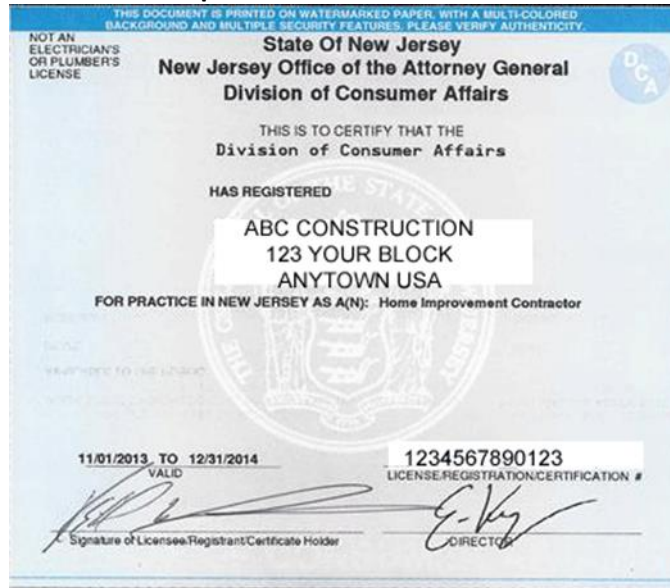 THIS DOCUMENT IS PRINTED ON WATERMARKED PAPER, WITH A MULTI-COLORED
BACKGROUND AND MULTIPLE SECURITY FEATURES. PLEASE VERIFY AUTHENTICITY.
NOT AN
ELECTRICIAN'S
OR PLUMBER'S
LICENSE
State Of New Jersey
New Jersey Office of the Attorney General
Division of Consumer Affairs
DCA
THIS IS TO CERTIFY THAT THE
Division of Consumer Affairs
HAS REGISTERED
ABC CONSTRUCTION
123 YOUR BLOCK
ANYTOWN USA
FOR PRACTICE IN NEW JERSEY AS A(N): Home Improvement Contractor
11/01/2013 TO 12/31/2014
VALID
1234567890123
LICENSE/REGISTRATION/CERTIFICATION #
Signature of Licensee/Registrant/Certificate Holder
DIRECTOR